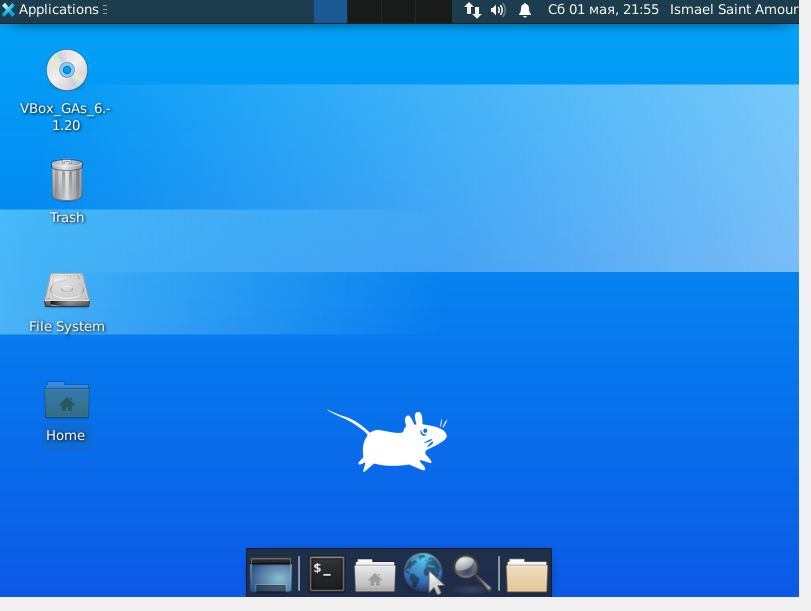 Applications
Сб 01 мая, 21:55
Ismael Saint Amour
VBox_GAs_6.-
1.20
Trash
File System
Home
$_